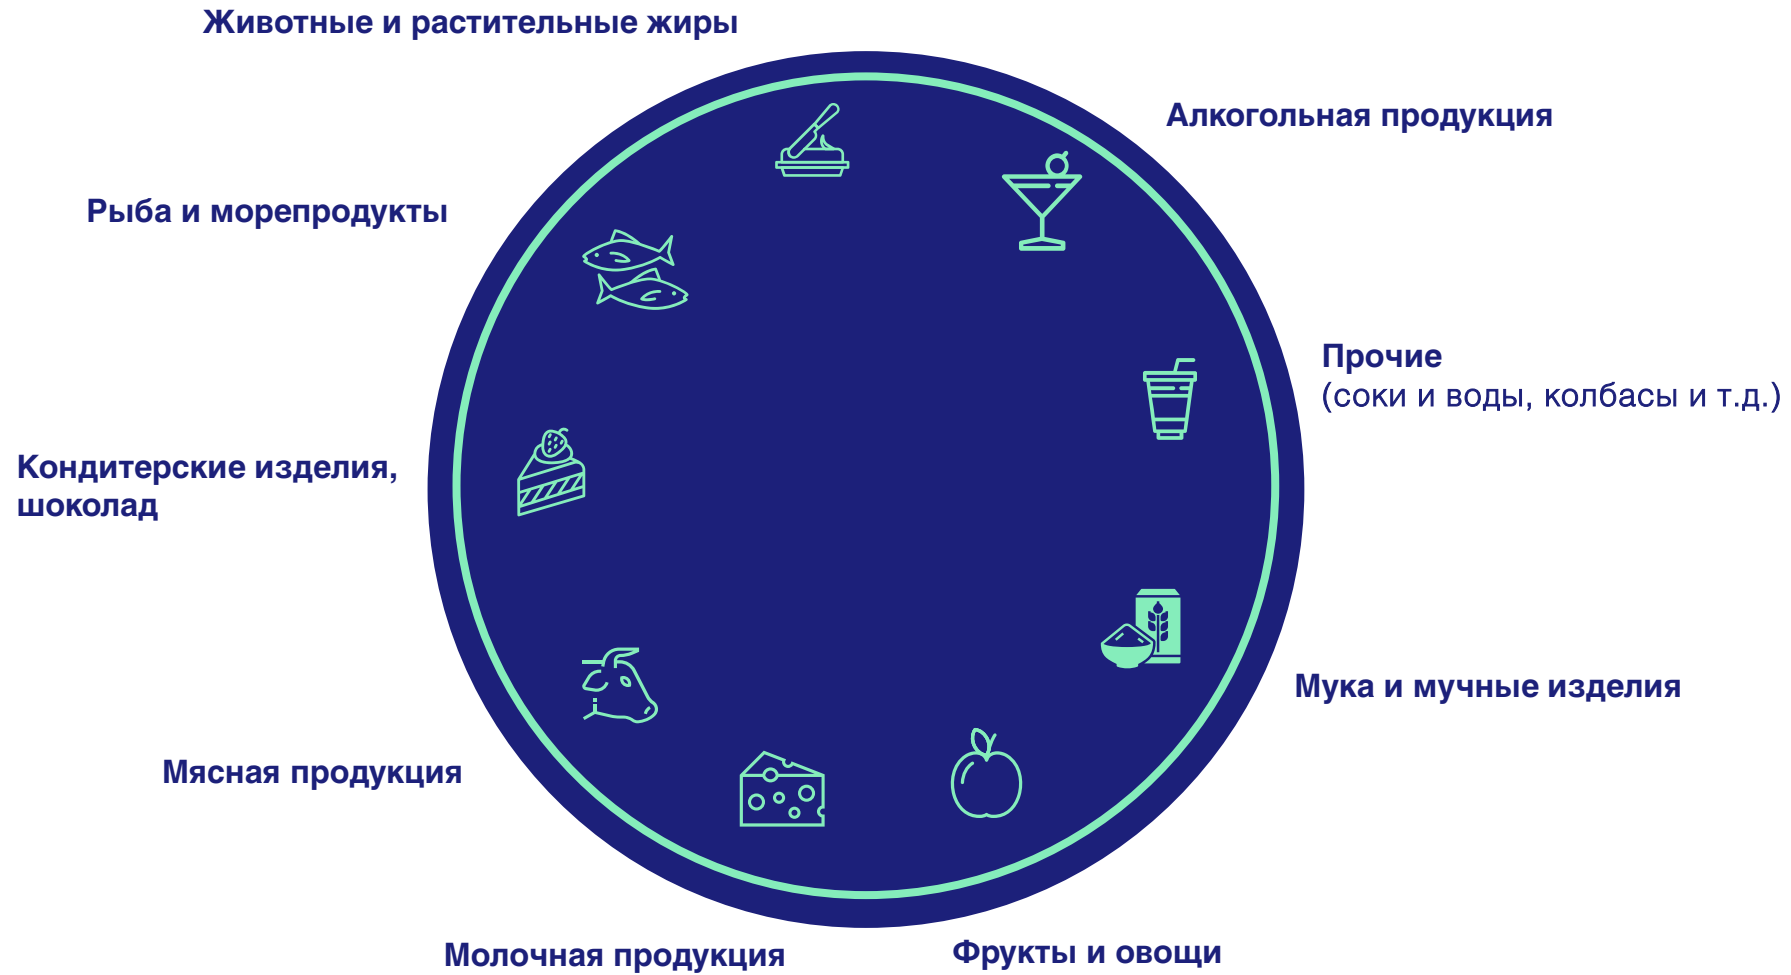 Животные и растительные жиры
Алкогольная продукция
Рыба и морепродукты
Прочие
(соки и воды, колбасы и т.д.)
Кондитерские изделия,
шоколад
Мука и мучные изделия
Мясная продукция
Молочная продукция
Фрукты и овощи